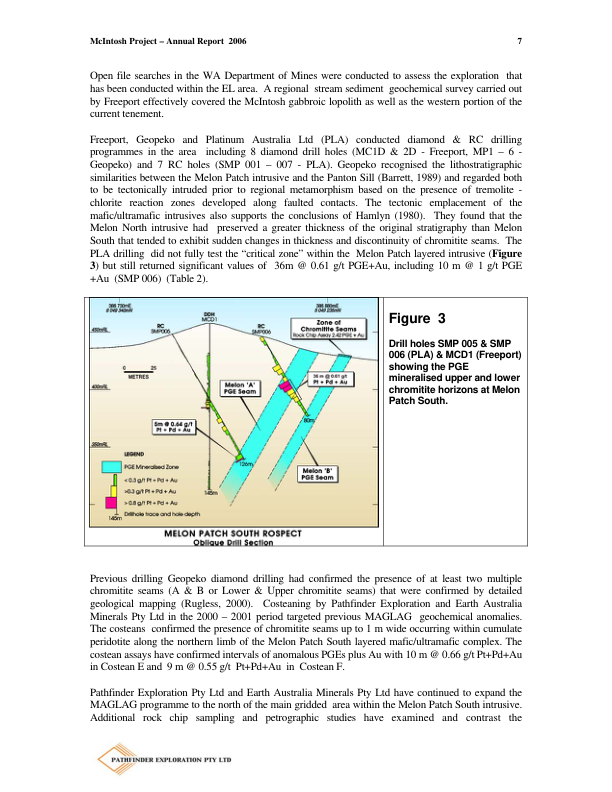 McIntosh Project – Annual Report 2006 7
Open file searches in the WA Department of Mines were conducted to assess the exploration that
has been conducted within the EL area. A regional stream sediment geochemical survey carried out
by Freeport effectively covered the McIntosh gabbroic lopolith as well as the western portion of the
current tenement.
Freeport, Geopeko and Platinum Australia Ltd (PLA) conducted diamond & RC drilling
programmes in the area including 8 diamond drill holes (MC1D & 2D - Freeport, MP1 – 6 -
Geopeko) and 7 RC holes (SMP 001 – 007 - PLA). Geopeko recognised the lithostratigraphic
similarities between the Melon Patch intrusive and the Panton Sill (Barrett, 1989) and regarded both
to be tectonically intruded prior to regional metamorphism based on the presence of tremolite -
chlorite reaction zones developed along faulted contacts. The tectonic emplacement of the
mafic/ultramafic intrusives also supports the conclusions of Hamlyn (1980). They found that the
Melon North intrusive had preserved a greater thickness of the original stratigraphy than Melon
South that tended to exhibit sudden changes in thickness and discontinuity of chromitite seams. The
PLA drilling did not fully test the “critical zone” within the Melon Patch layered intrusive (Figure
3) but still returned significant values of 36m @ 0.61 g/t PGE+Au, including 10 m @ 1 g/t PGE
+Au (SMP 006) (Table 2).
RC
SMP005
DDH
MCD1
RC
SMP006
Zone of
Chromitite Seams
Rock Chip Assay 2.42 PGE + Au
0 25
METRES
Melon 'A'
PGE Seam
36 m @ 0.61 g/t
Pt + Pd + Au
5m @ 0.64 g/t
Pt + Pd + Au
80m
126m
145m
Melon 'B'
PGE Seam
LEGEND
PGE Mineralised Zone
<0.3 g/t Pt + Pd + Au
>0.3 g/t Pt + Pd + Au
>0.8 g/t Pt + Pd + Au
145m Drillhole trace and hole depth
MELON PATCH SOUTH ROSPECT
Oblique Drill Section
Figure 3
Drill holes SMP 005 & SMP
006 (PLA) & MCD1 (Freeport)
showing the PGE
mineralised upper and lower
chromitite horizons at Melon
Patch South.
Previous drilling Geopeko diamond drilling had confirmed the presence of at least two multiple
chromitite seams (A & B or Lower & Upper chromitite seams) that were confirmed by detailed
geological mapping (Rugless, 2000). Costeaning by Pathfinder Exploration and Earth Australia
Minerals Pty Ltd in the 2000 – 2001 period targeted previous MAGLAG geochemical anomalies.
The costeans confirmed the presence of chromitite seams up to 1 m wide occurring within cumulate
peridotite along the northern limb of the Melon Patch South layered mafic/ultramafic complex. The
costean assays have confirmed intervals of anomalous PGEs plus Au with 10 m @ 0.66 g/t Pt+Pd+Au
in Costean E and 9 m @ 0.55 g/t Pt+Pd+Au in Costean F.
Pathfinder Exploration Pty Ltd and Earth Australia Minerals Pty Ltd have continued to expand the
MAGLAG programme to the north of the main gridded area within the Melon Patch South intrusive.
Additional rock chip sampling and petrographic studies have examined and contrast the
PATHFINDER EXPLORATION PTY LTD